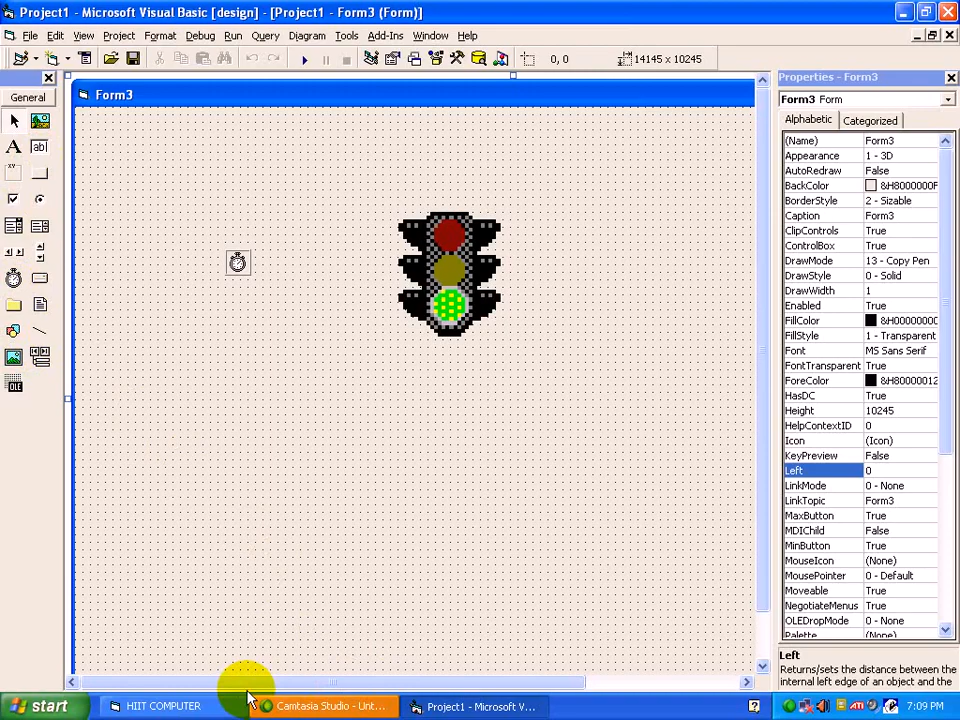 Project1 - Microsoft Visual Basic [design] - [Project1 - Form3 (Form)]
File Edit View Project Format Debug Run Query Diagram Tools Add-Ins Window Help
0, 0 14145 x 10245
General
Form3
A
ab
xy
OLE
Properties - Form3
Form3 Form
Alphabetic Categorized
(Name) Form3
Appearance 1 - 3D
AutoRedraw False
BackColor &H8000000F
BorderStyle 2 - Sizable
Caption Form3
ClipControls True
ControlBox True
DrawMode 13 - Copy Pen
DrawStyle 0 - Solid
DrawWidth 1
Enabled True
FillColor &H0000000C
FillStyle 1 - Transparent
Font MS Sans Serif
FontTransparent True
ForeColor &H80000012
HasDC True
Height 10245
HelpContextID 0
Icon (Icon)
KeyPreview False
Left 0
LinkMode 0 - None
LinkTopic Form3
MaxButton True
MDIChild False
MinButton True
MouseIcon (None)
MousePointer 0 - Default
Moveable True
NegotiateMenus True
OLEDropMode 0 - None
Palette (None)
Left
Returns/sets the distance between the
internal left edge of an object and the
start HIIT COMPUTER Camtasia Studio - Unt... Project1 - Microsoft V... 7:09 PM